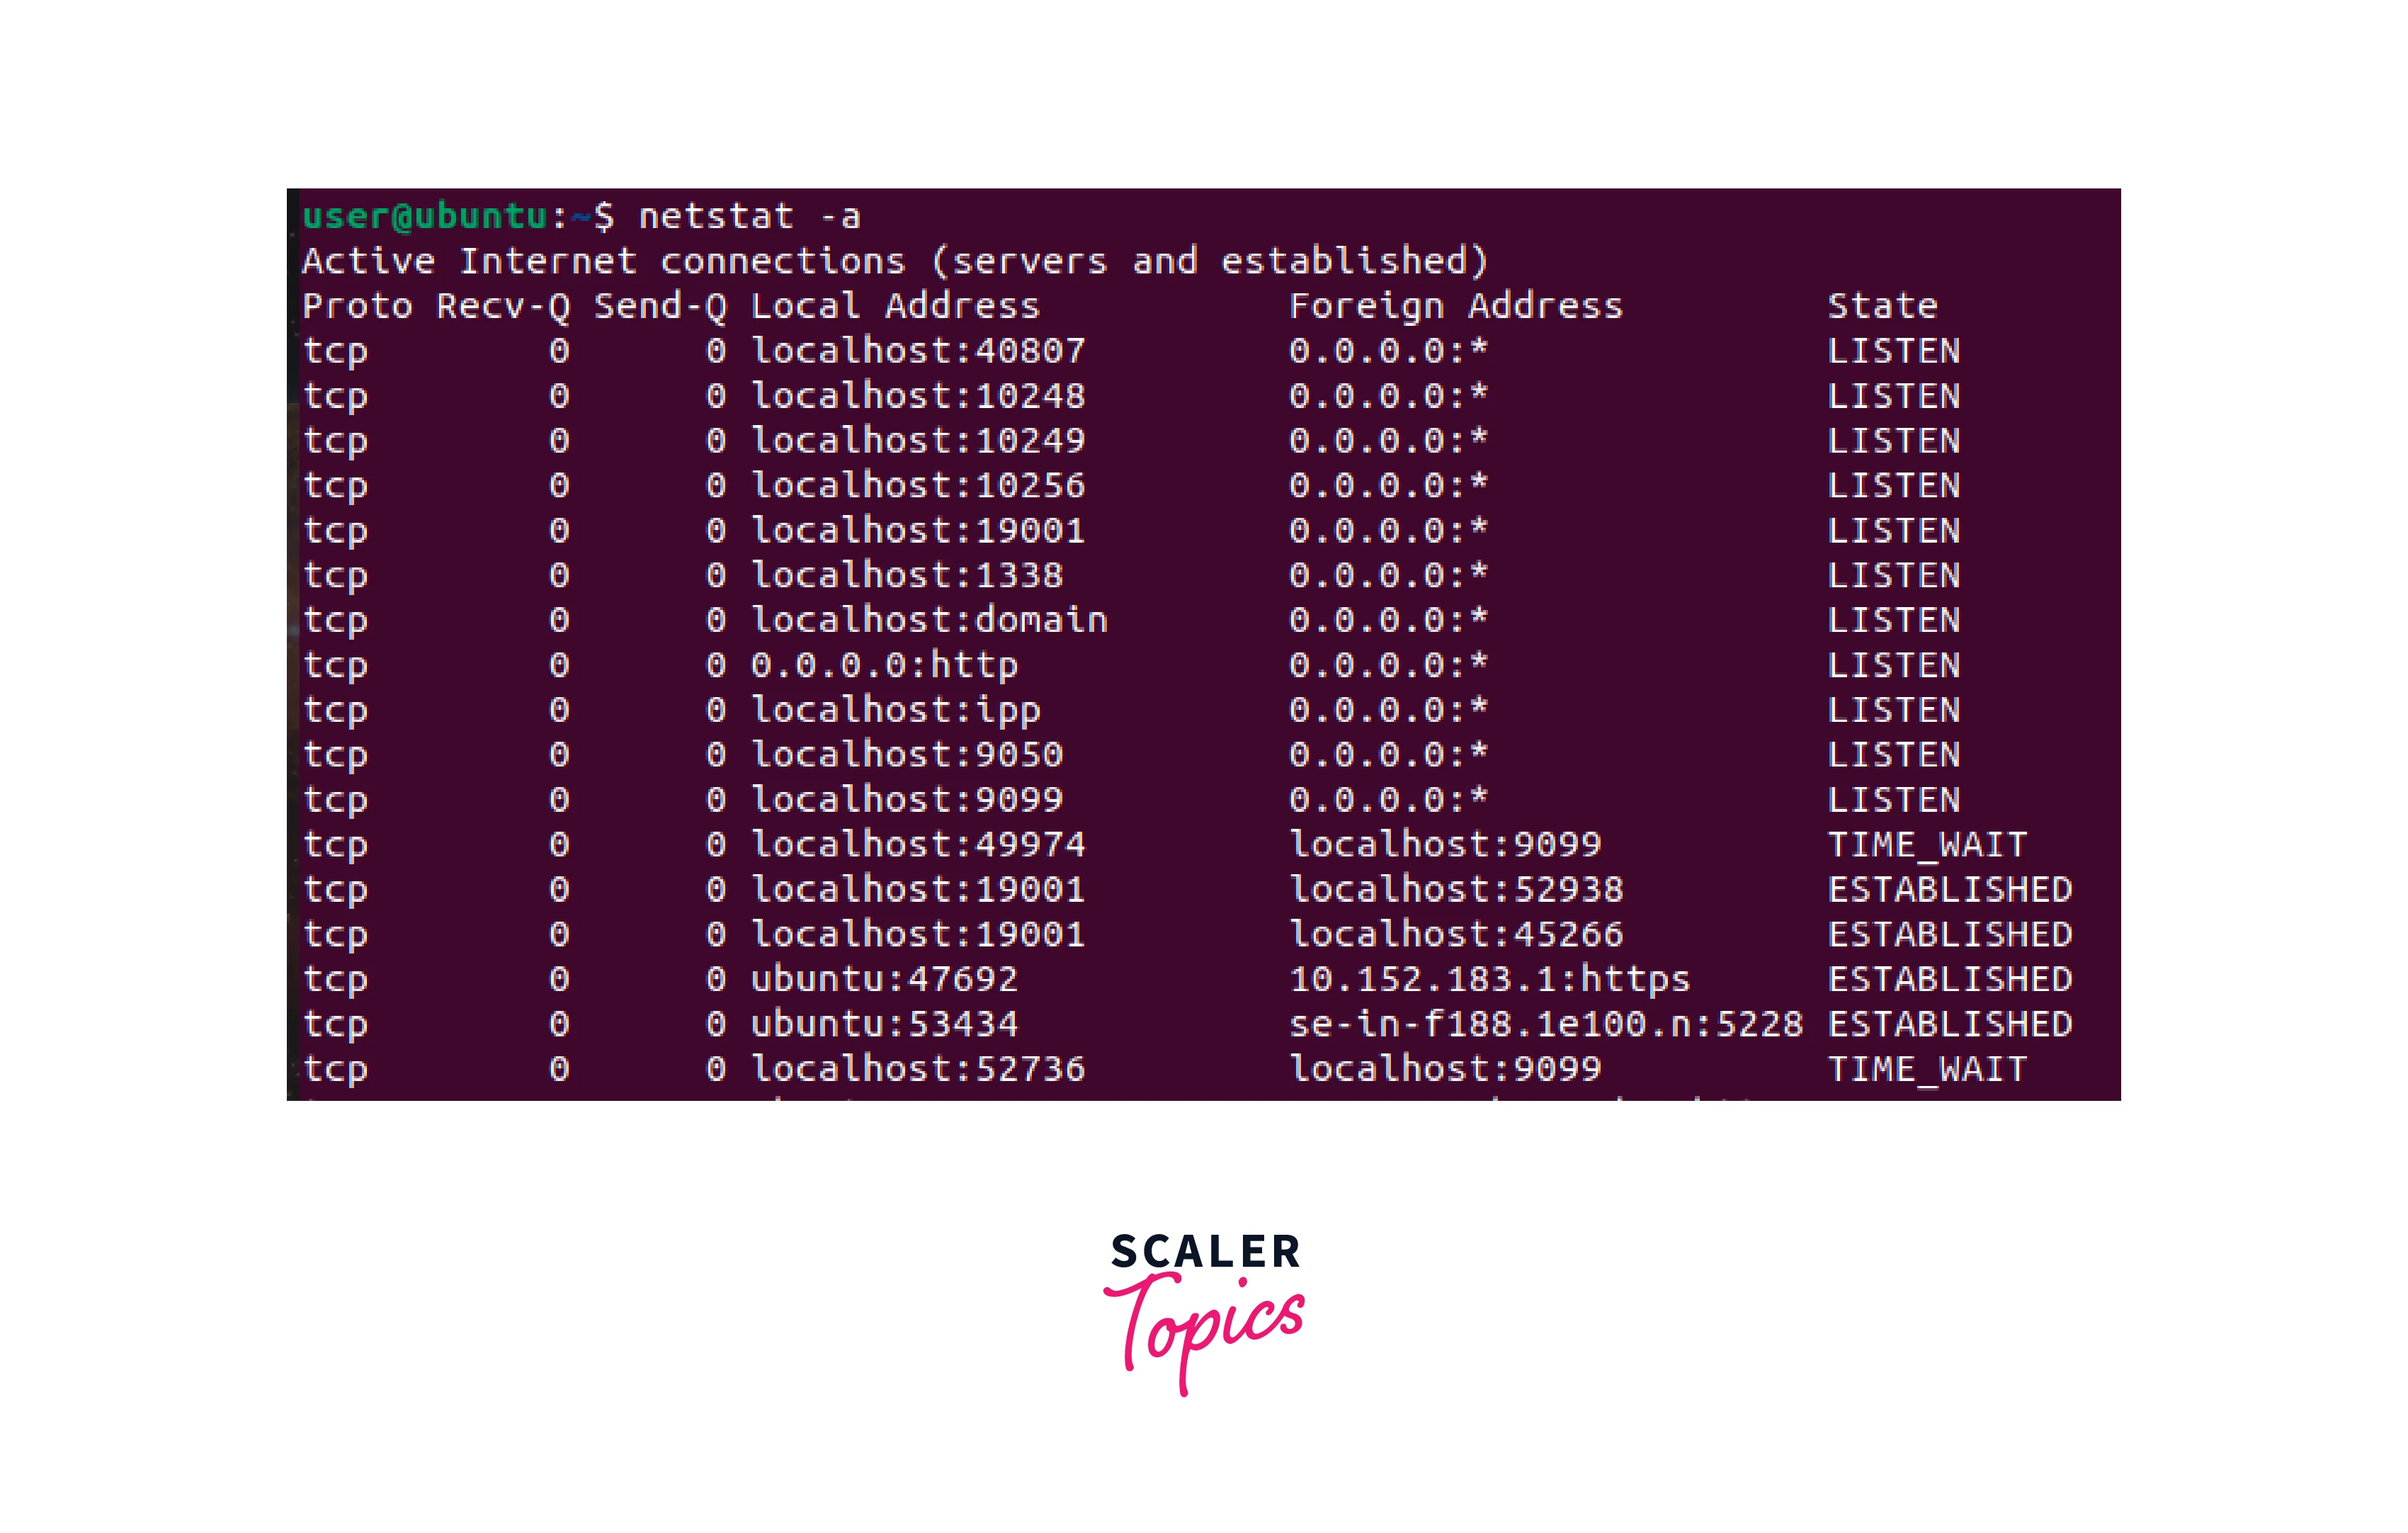 user@ubuntu:~$ netstat -a
Active Internet connections (servers and established)
Proto Recv-Q Send-Q Local Address           Foreign Address         State
tcp        0      0 localhost:40807         0.0.0.0:*               LISTEN
tcp        0      0 localhost:10248         0.0.0.0:*               LISTEN
tcp        0      0 localhost:10249         0.0.0.0:*               LISTEN
tcp        0      0 localhost:10256         0.0.0.0:*               LISTEN
tcp        0      0 localhost:19001         0.0.0.0:*               LISTEN
tcp        0      0 localhost:1338          0.0.0.0:*               LISTEN
tcp        0      0 localhost:domain        0.0.0.0:*               LISTEN
tcp        0      0 0.0.0.0:http            0.0.0.0:*               LISTEN
tcp        0      0 localhost:ipp           0.0.0.0:*               LISTEN
tcp        0      0 localhost:9050          0.0.0.0:*               LISTEN
tcp        0      0 localhost:9099          0.0.0.0:*               LISTEN
tcp        0      0 localhost:49974         localhost:9099          TIME_WAIT
tcp        0      0 localhost:19001         localhost:52938         ESTABLISHED
tcp        0      0 localhost:19001         localhost:45266         ESTABLISHED
tcp        0      0 ubuntu:47692            10.152.183.1:https      ESTABLISHED
tcp        0      0 ubuntu:53434            se-in-f188.1e100.n:5228 ESTABLISHED
tcp        0      0 localhost:52736         localhost:9099          TIME_WAIT
SCALER
Topics